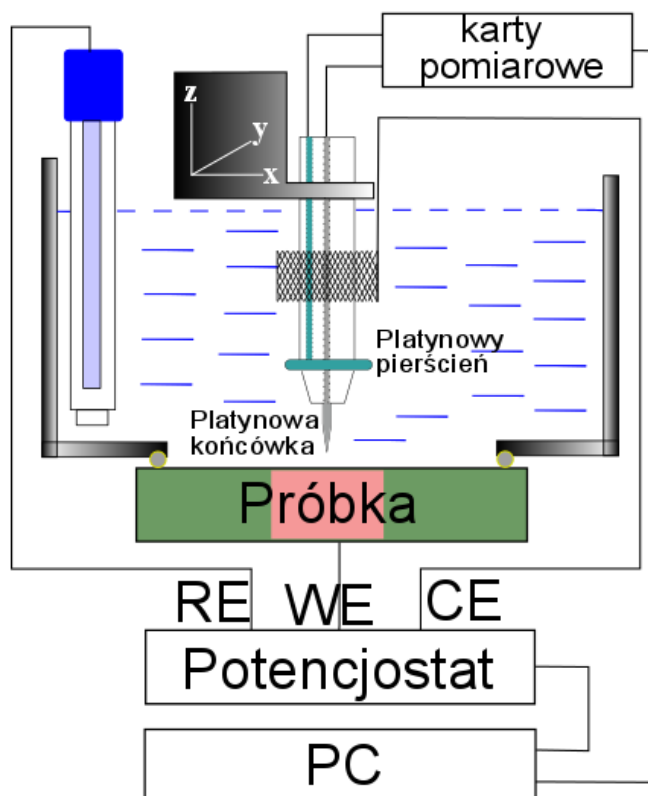 karty
pomiarowe
z
y
x
Platynowy
pierścień
Platynowa
końcówka
Próbka
RE
WE
CE
Potencjostat
PC